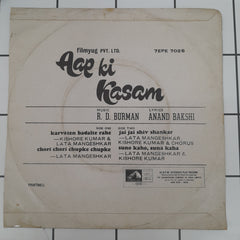 filmyug PVT. LTD.
7EPE 7026
Aap ki
Kasam
MUSIC
LYRICS
R. D. BURMAN
ANAND BAKSHI
SIDE ONE
karvaten badalte rahe
—KISHORE KUMAR &
LATA MANGESHKAR
chori chori chupke chupke
—LATA MANGESHKAR
SIDE TWO
jai jai shiv shankar
—LATA MANGESHKAR
KISHORE KUMAR & CHORUS
suno kaho, suna kaha
—LATA MANGESHKAR &
KISHORE KUMAR